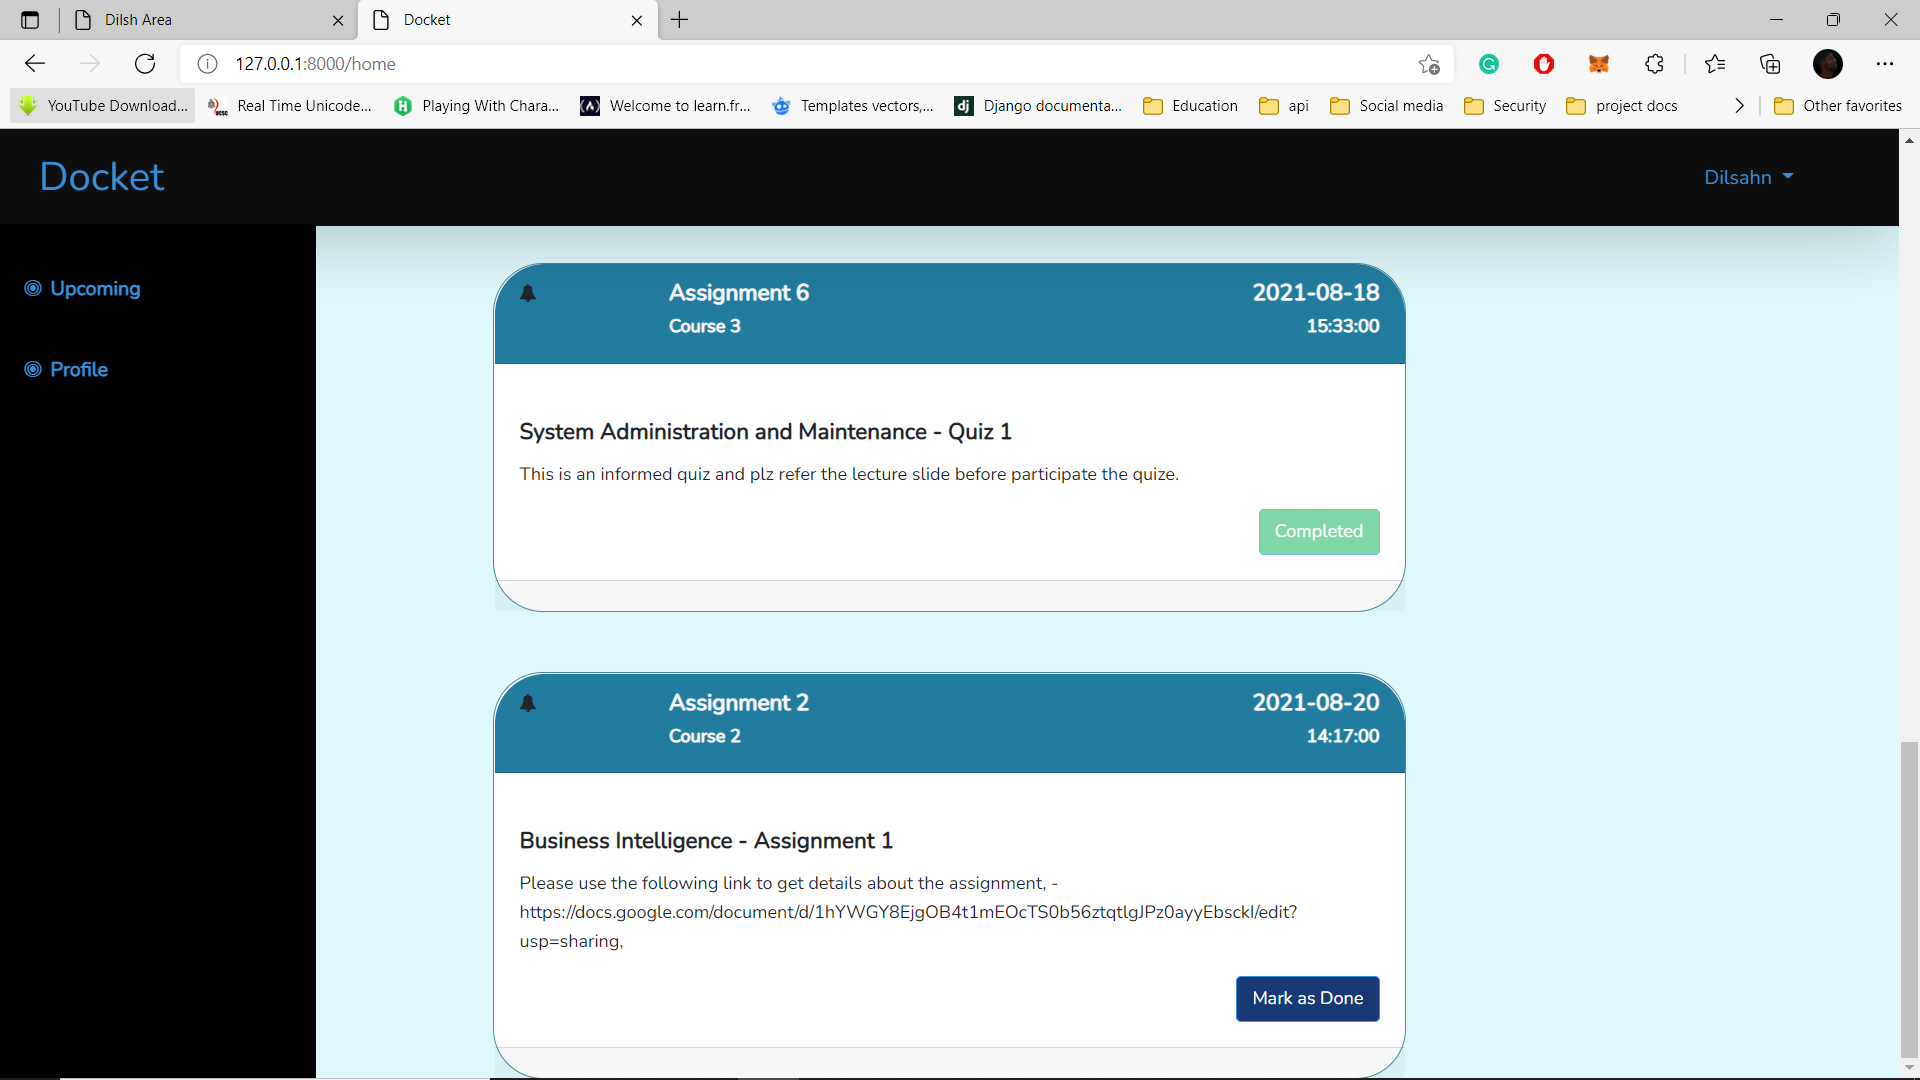 Dilsh Area
Docket
127.0.0.1:8000/home
YouTube Download...
Real Time Unicode...
Playing With Chara...
Welcome to learn.fr...
Templates vectors,...
Django documenta...
Education
api
Social media
Security
project docs
Other favorites
Docket
Dilsahn
Upcoming
Profile
Assignment 6
2021-08-18
Course 3
15:33:00
System Administration and Maintenance - Quiz 1
This is an informed quiz and plz refer the lecture slide before participate the quize.
Completed
Assignment 2
2021-08-20
Course 2
14:17:00
Business Intelligence - Assignment 1
Please use the following link to get details about the assignment, -
https://docs.google.com/document/d/1hYWGY8EjgOB4t1mEOcTS0b56ztqtlgJPz0ayyEbsckI/edit?
usp=sharing,
Mark as Done